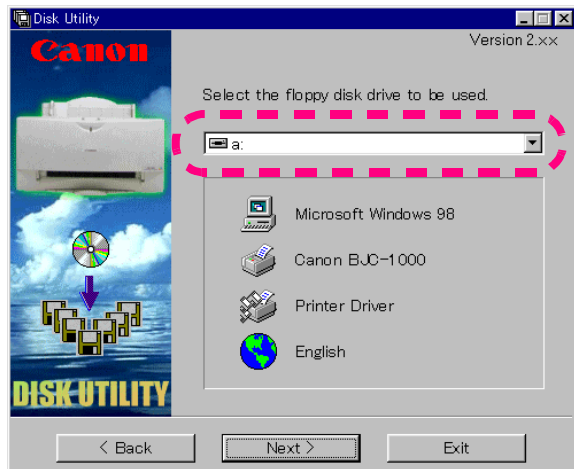 Disk Utility
Canon
Version 2.xx
Select the floppy disk drive to be used.
a:
Microsoft Windows 98
Canon BJC-1000
Printer Driver
English
DISK UTILITY
< Back
Next >
Exit